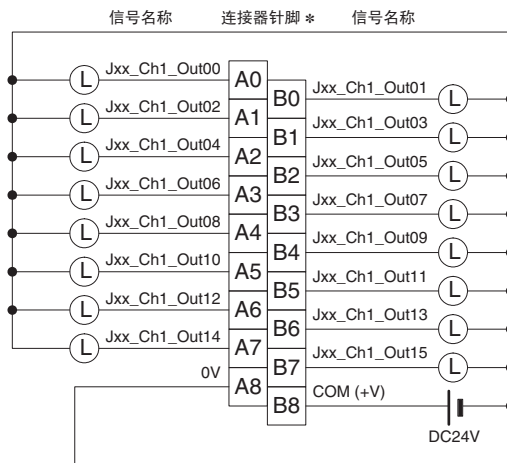 信号名称 连接器针脚 * 信号名称
L Jxx_Ch1_Out00 A0
B0 Jxx_Ch1_Out01 L
L Jxx_Ch1_Out02 A1
B1 Jxx_Ch1_Out03 L
L Jxx_Ch1_Out04 A2
B2 Jxx_Ch1_Out05 L
L Jxx_Ch1_Out06 A3
B3 Jxx_Ch1_Out07 L
L Jxx_Ch1_Out08 A4
B4 Jxx_Ch1_Out09 L
L Jxx_Ch1_Out10 A5
B5 Jxx_Ch1_Out11 L
L Jxx_Ch1_Out12 A6
B6 Jxx_Ch1_Out13 L
L Jxx_Ch1_Out14 A7
B7 Jxx_Ch1_Out15 L
0V A8
B8 COM (+V)
DC24V